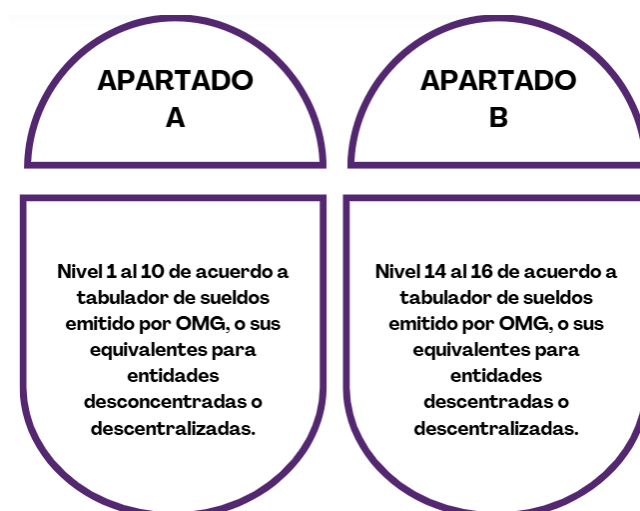 APARTADO
A
Nivel 1 al 10 de acuerdo a
tabulador de sueldos
emitido por OMG, o sus
equivalentes para
entidades
desconcentradas o
descentralizadas.
APARTADO
B
Nivel 14 al 16 de acuerdo a
tabulador de sueldos
emitido por OMG, o sus
equivalentes para
entidades
descentradas o
descentralizadas.